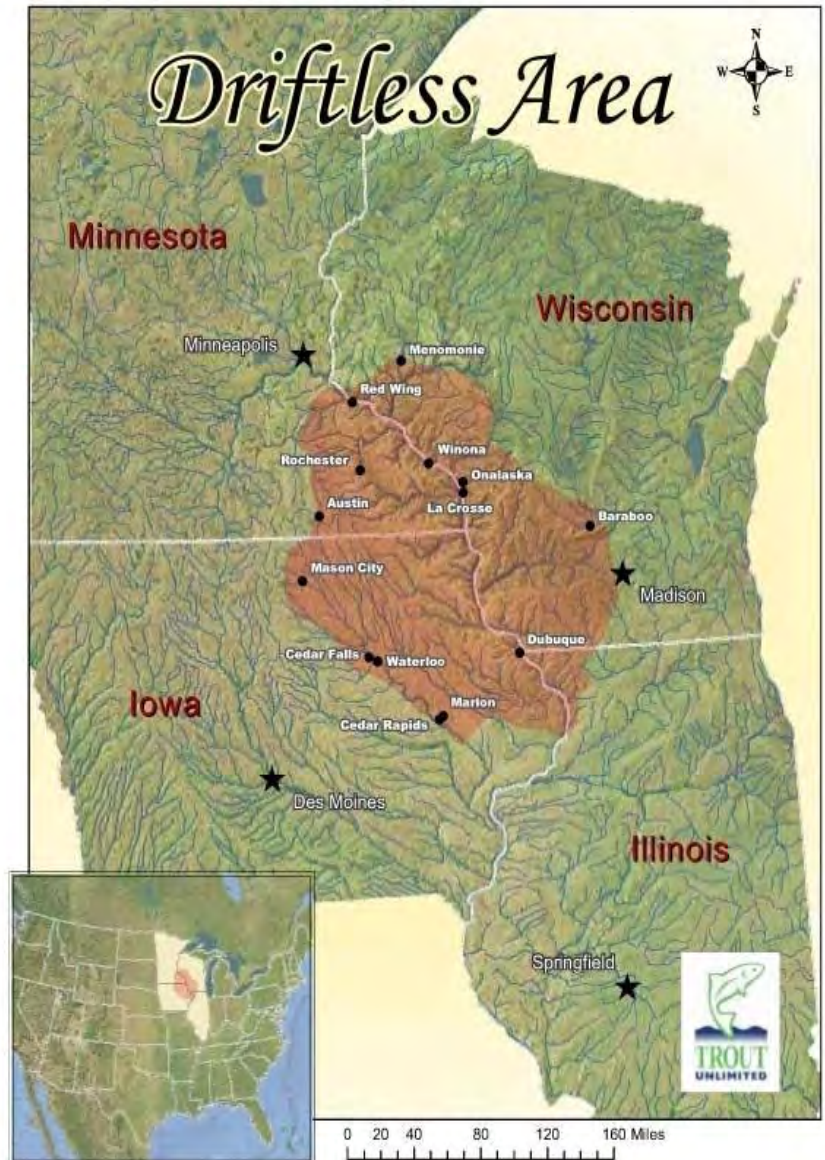 Driftless Area
N
W E
S
Minnesota
Wisconsin
Minneapolis
Menomonie
Red Wing
Winona
Rochester
Onalaska
La Crosse
Austin
Baraboo
Mason City
Madison
Dubuque
Cedar Falls
Waterloo
Iowa
Marion
Cedar Rapids
Des Moines
Illinois
Springfield
TROUT
UNLIMITED
0 20 40 80 120 160 Miles